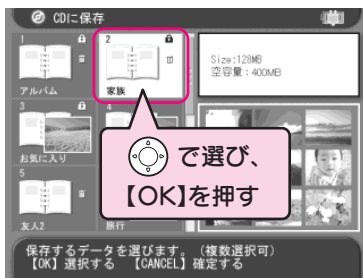 CDに保存
1
2
Size:128MB
空容量:400MB
アルバム
家族
3
4
で選び、
【OK】を押す
お気に入り
5
友人2
旅行
保存するデータを選びます。(複数選択可)
【OK】選択する 【CANCEL】確定する